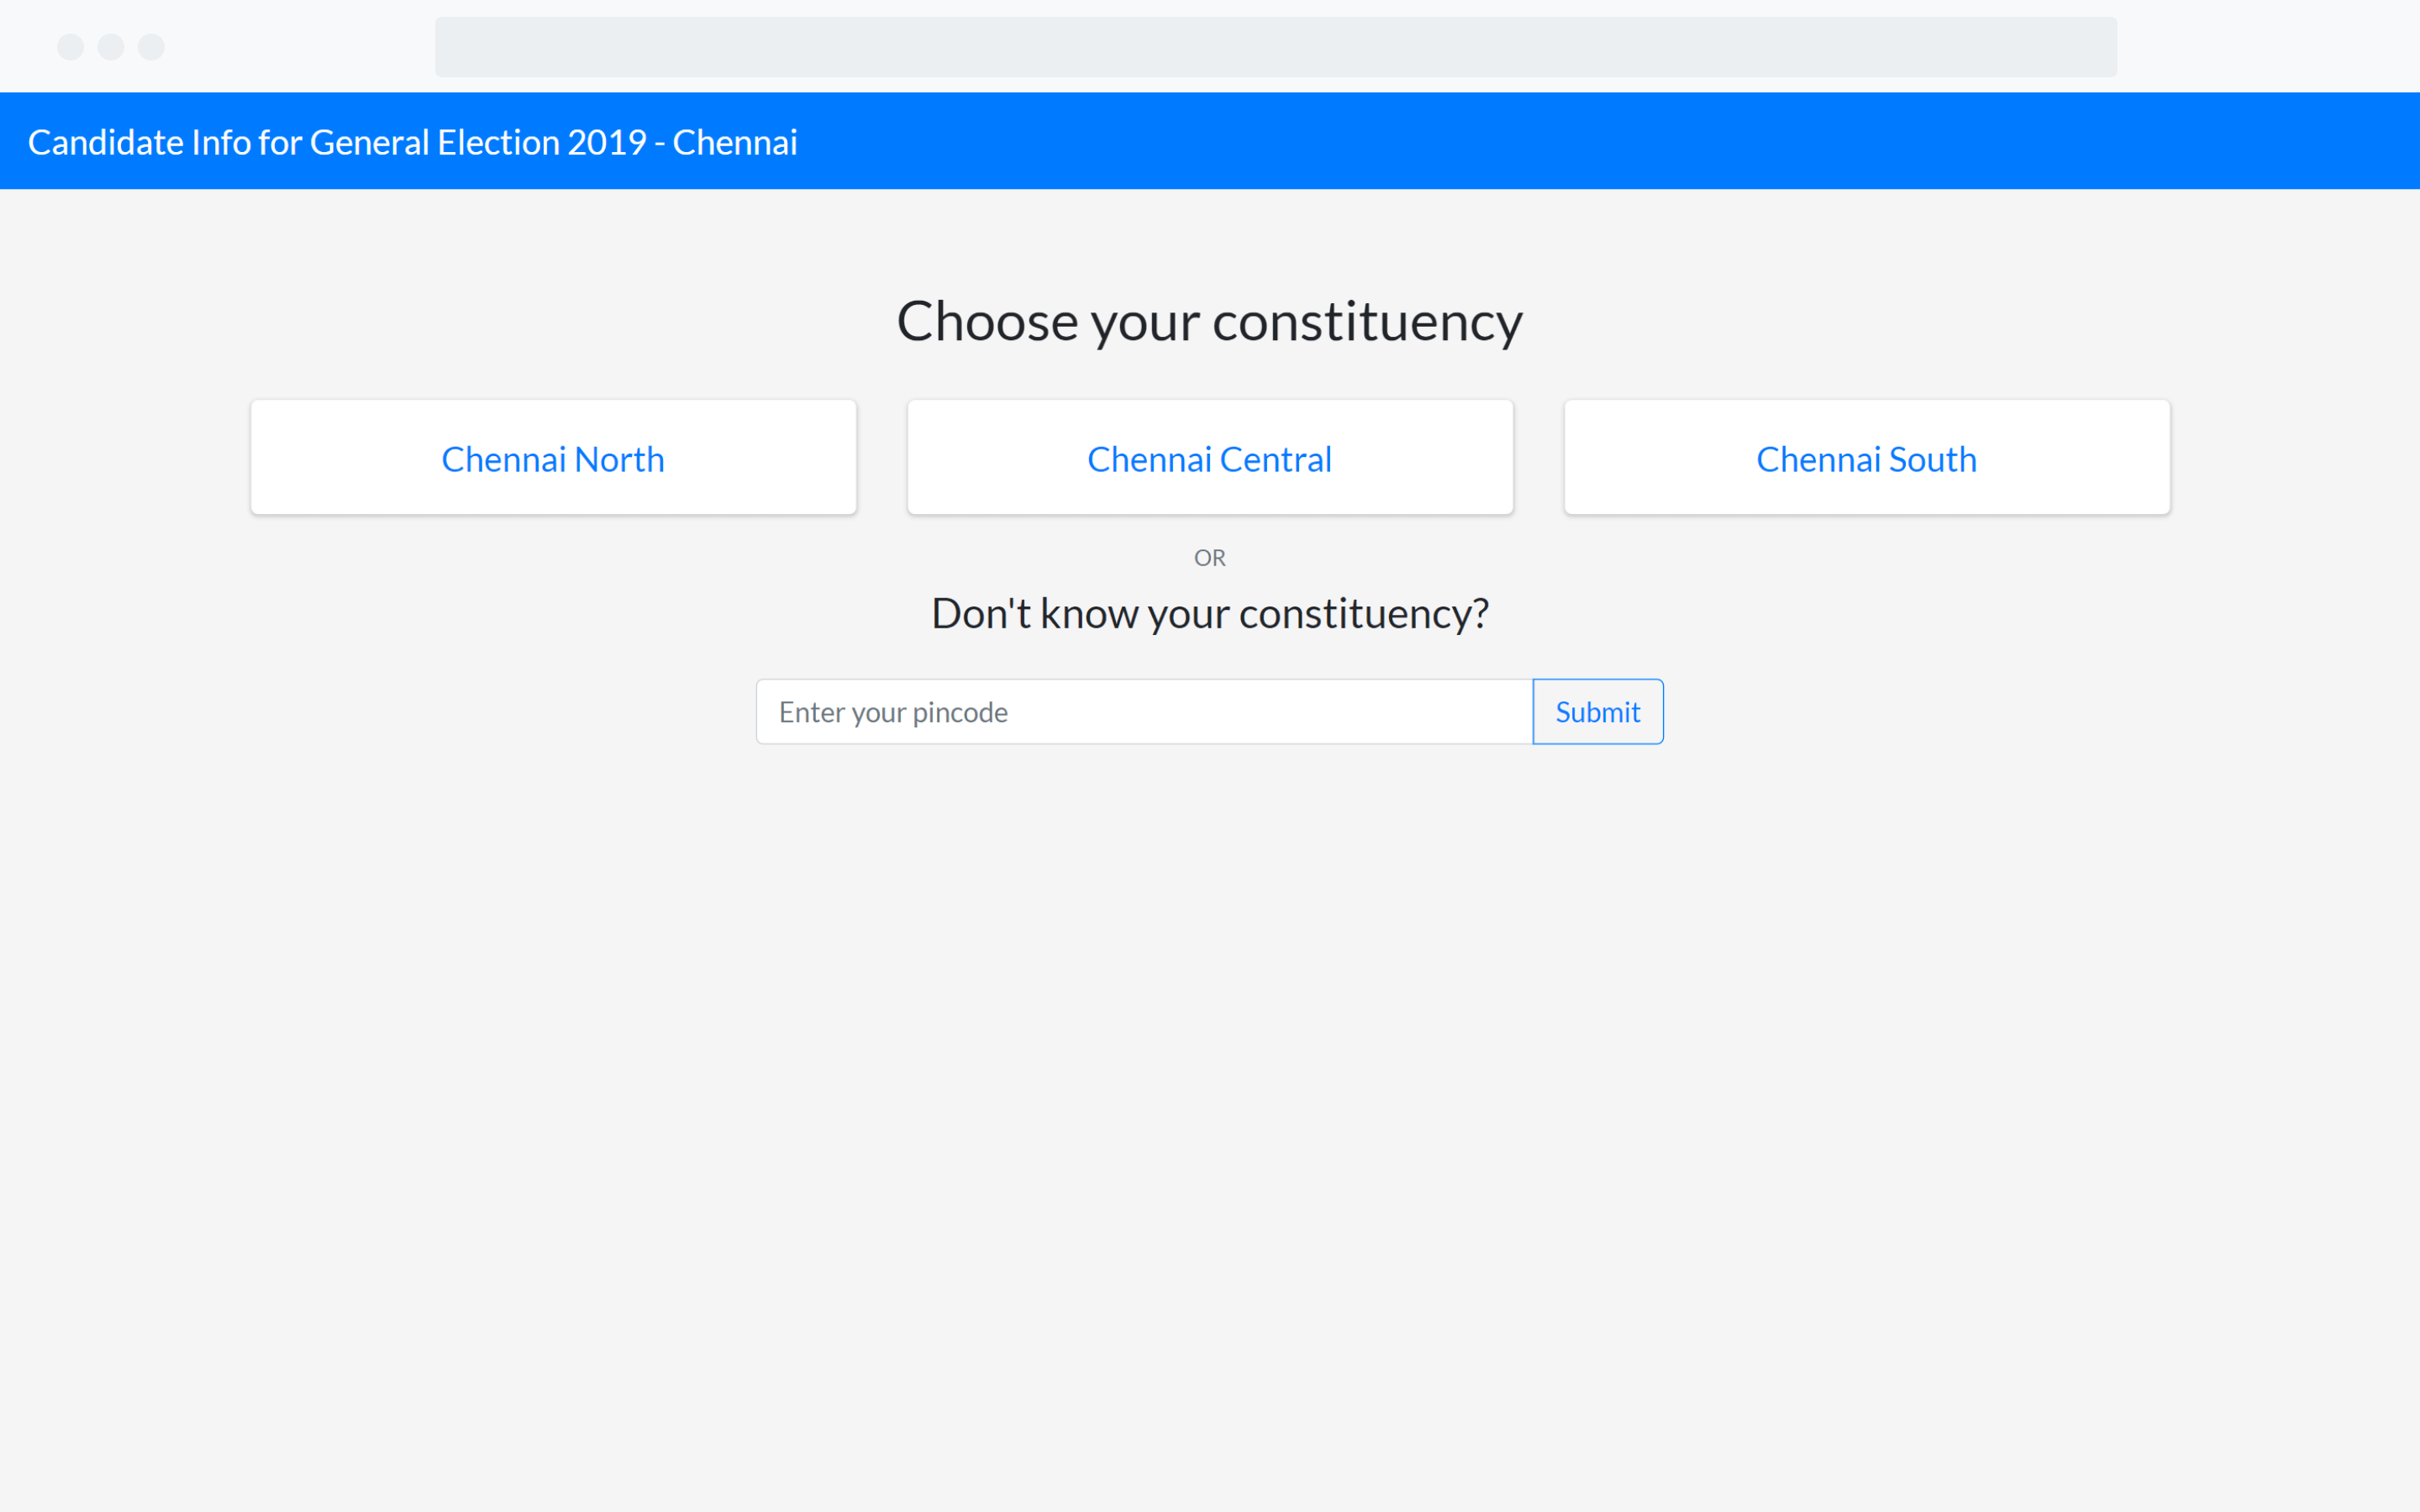 Candidate Info for General Election 2019 - Chennai
Choose your constituency
Chennai North
Chennai Central
Chennai South
OR
Don't know your constituency?
Enter your pincode
Submit